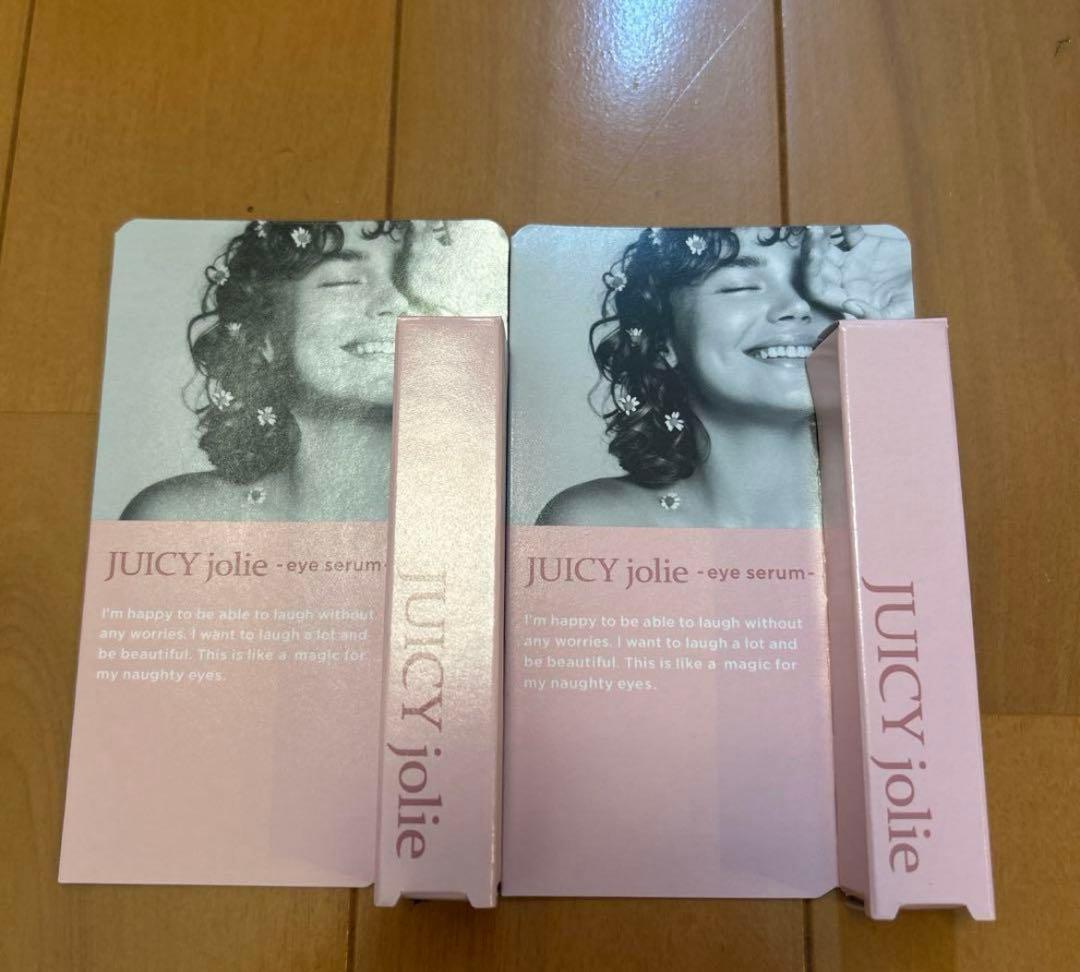 JUICY jolie -eye serum-
I'm happy to be able to laugh without
any worries. I want to laugh a lot and
be beautiful. This is like a magic for
my naughty eyes.
JUICY jolie
JUICY jolie -eye serum-
I'm happy to be able to laugh without
any worries. I want to laugh a lot and
be beautiful. This is like a magic for
my naughty eyes.
JUICY jolie